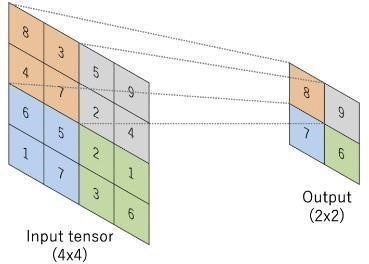 8 3 5 9
4 7 2 4
6 5 2 1
1 7 3 6
8 9
7 6
Input tensor
(4x4)
Output
(2x2)